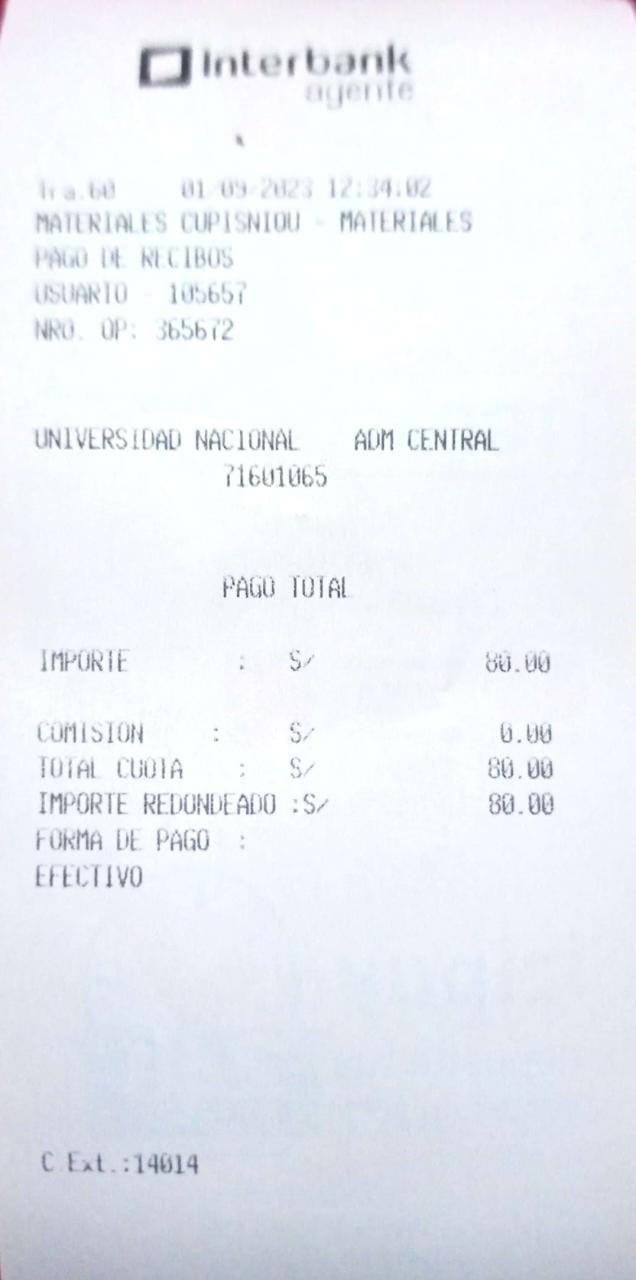 Interbank
agente
Tra.60 01/09/2023 12:34:02
MATERIALES CUPISNIQU - MATERIALES
PAGO DE RECIBOS
USUARIO - 105657
NRO. OP: 365672
UNIVERSIDAD NACIONAL ADM CENTRAL
71601065
PAGO TOTAL
IMPORTE : S/ 80.00
COMISION : S/ 0.00
TOTAL CUOTA : S/ 80.00
IMPORTE REDONDEADO :S/ 80.00
FORMA DE PAGO :
EFECTIVO
C.Ext.:14014